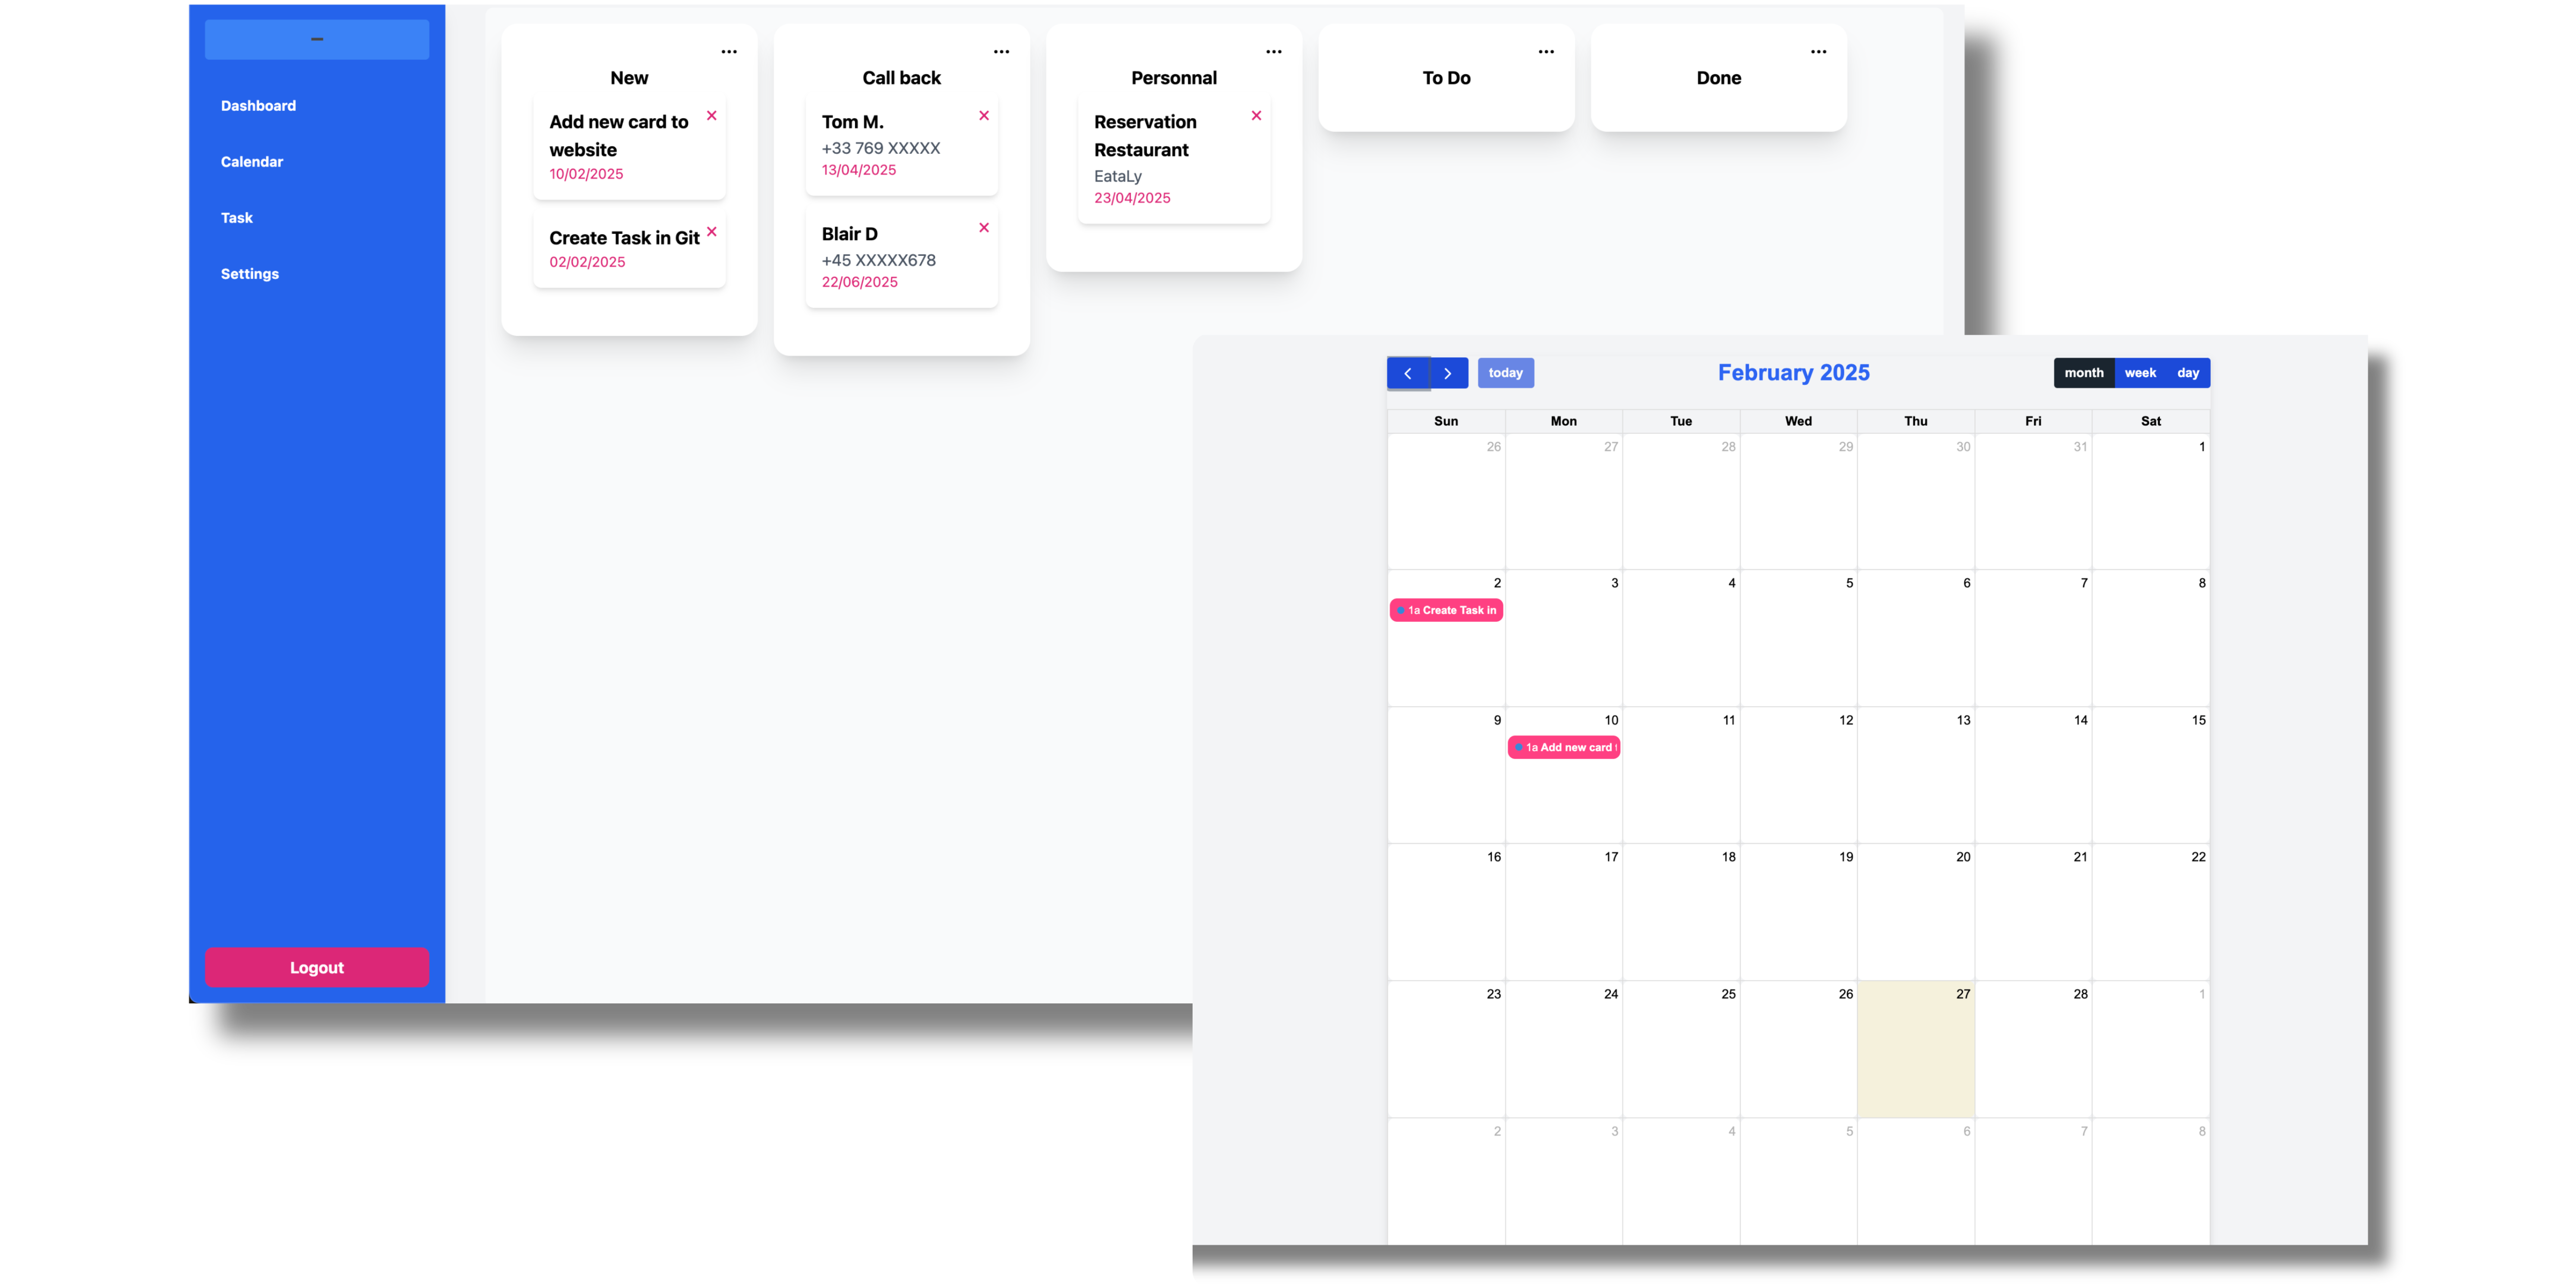 –
Dashboard
Calendar
Task
Settings
Logout
...
New
Add new card to
website
10/02/2025
Create Task in Git
02/02/2025
...
Call back
Tom M.
+33 769 XXXXX
13/04/2025
Blair D
+45 XXXXX678
22/06/2025
...
Personnal
Reservation
Restaurant
EataLy
23/04/2025
...
To Do
...
Done
today
February 2025
month week day
Sun Mon Tue Wed Thu Fri Sat
26 27 28 29 30 31 1
2 3 4 5 6 7 8
1a Create Task in
9 10 11 12 13 14 15
1a Add new card
16 17 18 19 20 21 22
23 24 25 26 27 28 1
2 3 4 5 6 7 8